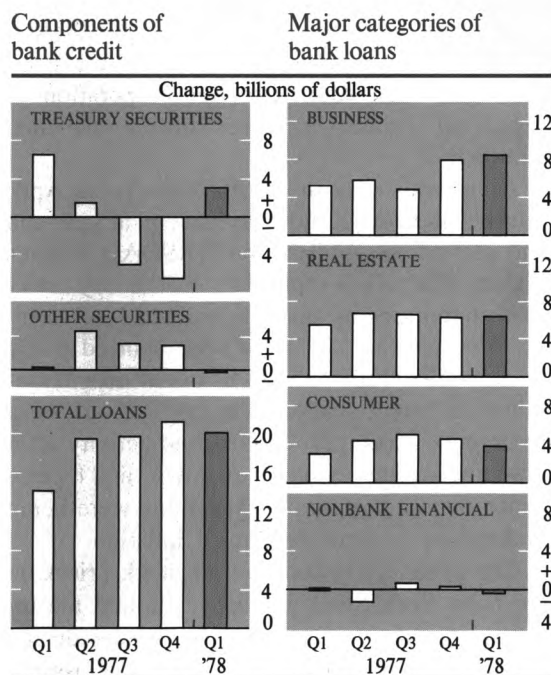 Components of
bank credit
Major categories of
bank loans
Change, billions of dollars
TREASURY SECURITIES
8
4
+
0
−
4
OTHER SECURITIES
4
+
0
−
TOTAL LOANS
20
16
12
8
4
0
Q1 Q2 Q3 Q4 Q1
1977 '78
BUSINESS
12
8
4
0
REAL ESTATE
12
8
4
0
CONSUMER
8
4
0
NONBANK FINANCIAL
8
4
+
0
−
4
Q1 Q2 Q3 Q4 Q1
1977 '78